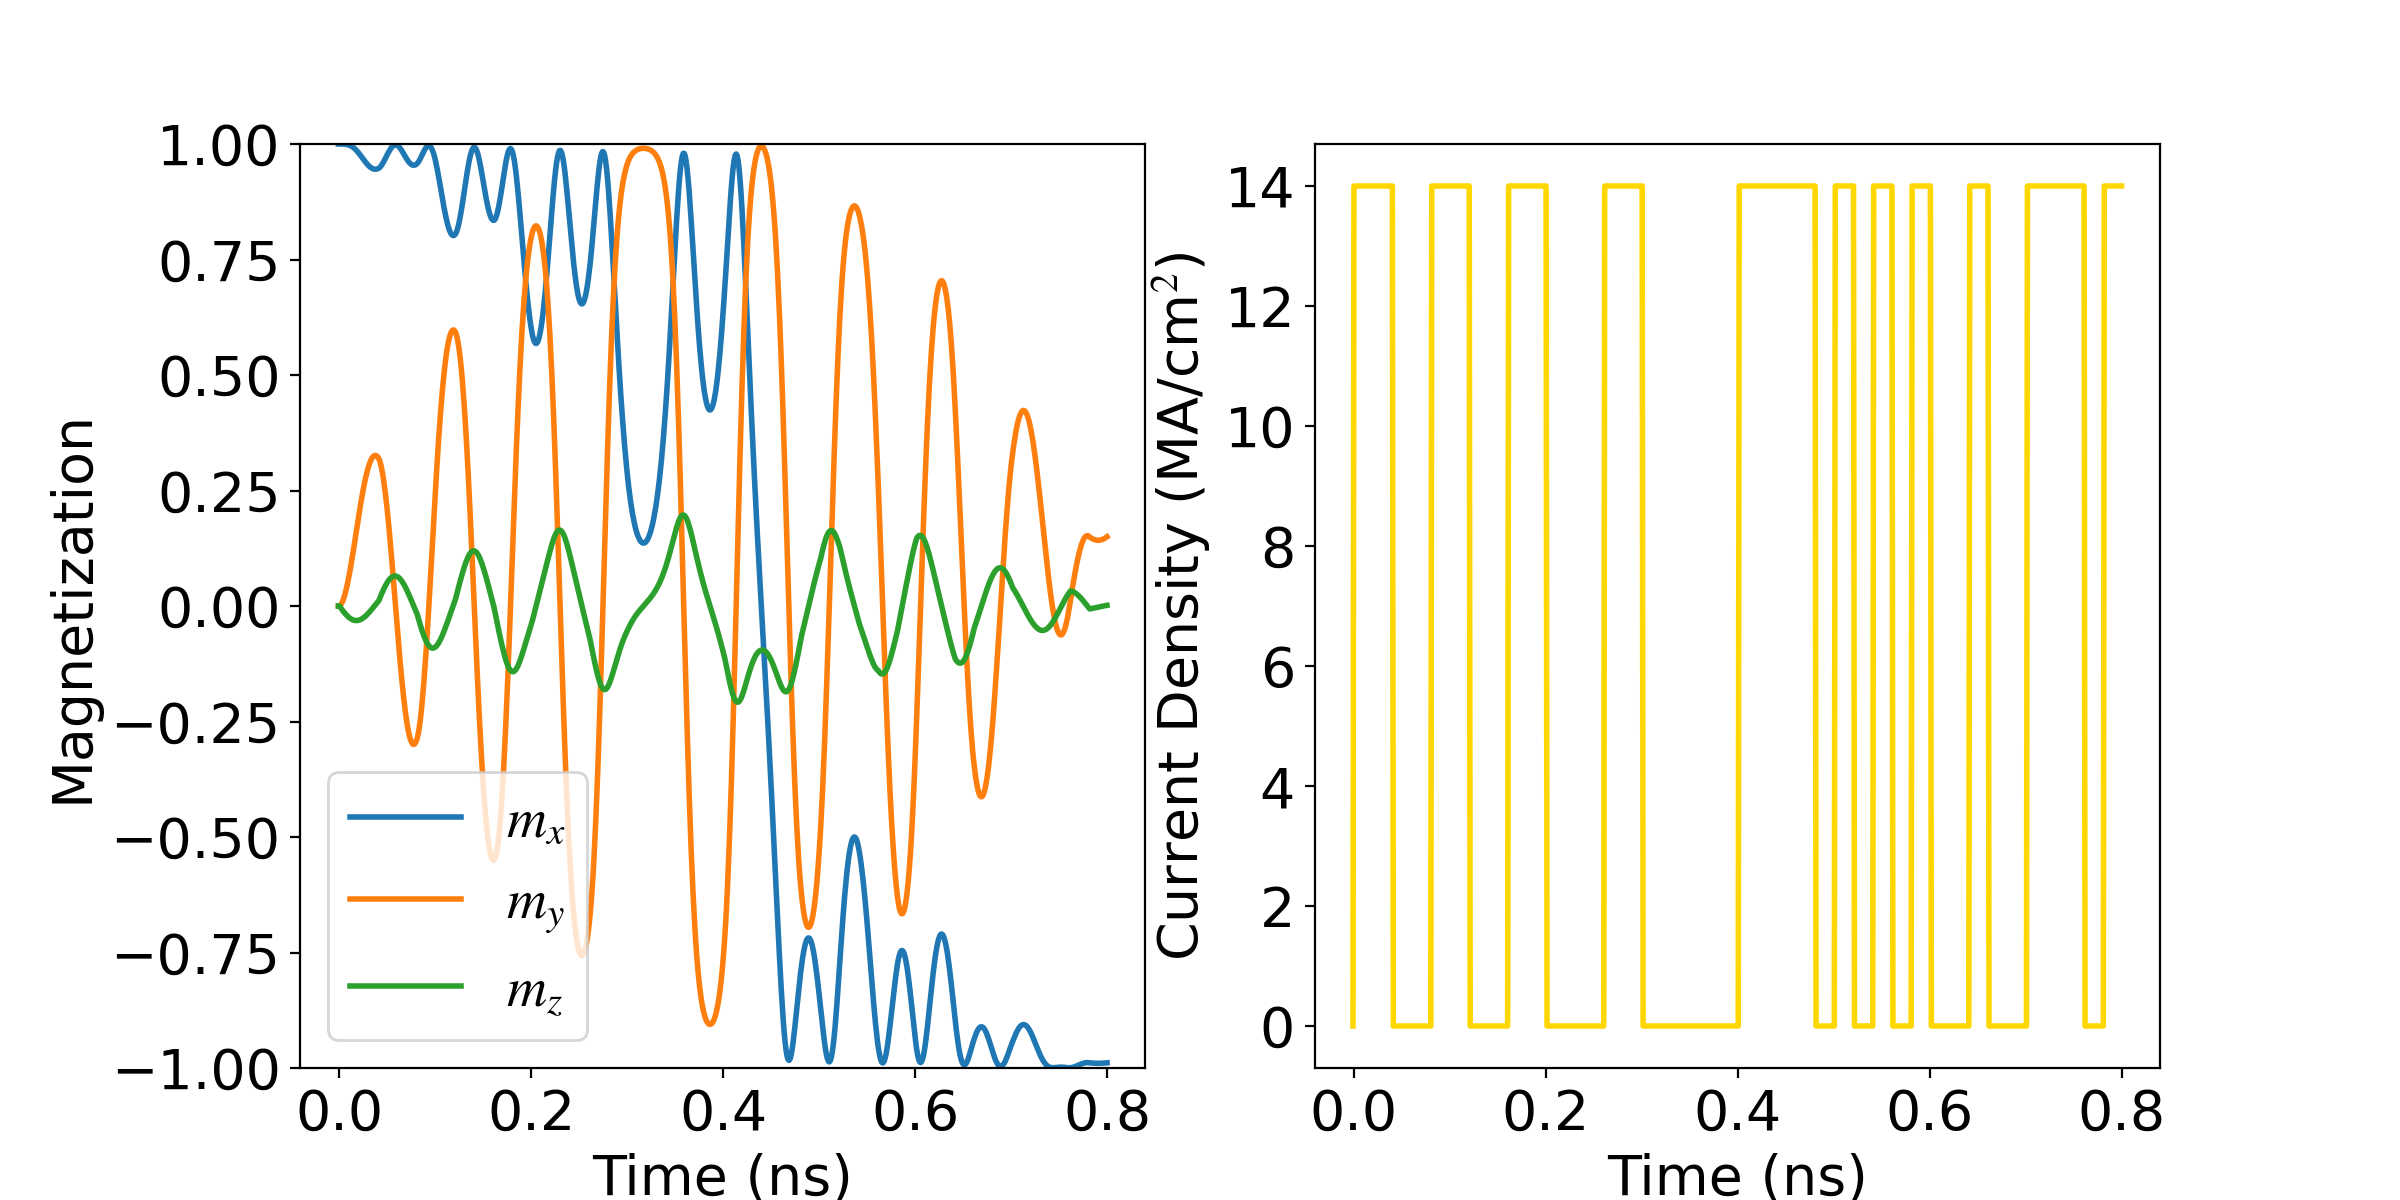 Magnetization
1.00
0.75
0.50
0.25
0.00
−0.25
−0.50
−0.75
−1.00
m_x
m_y
m_z
0.0 0.2 0.4 0.6 0.8
Time (ns)
Current Density (MA/cm²)
14
12
10
8
6
4
2
0
0.0 0.2 0.4 0.6 0.8
Time (ns)